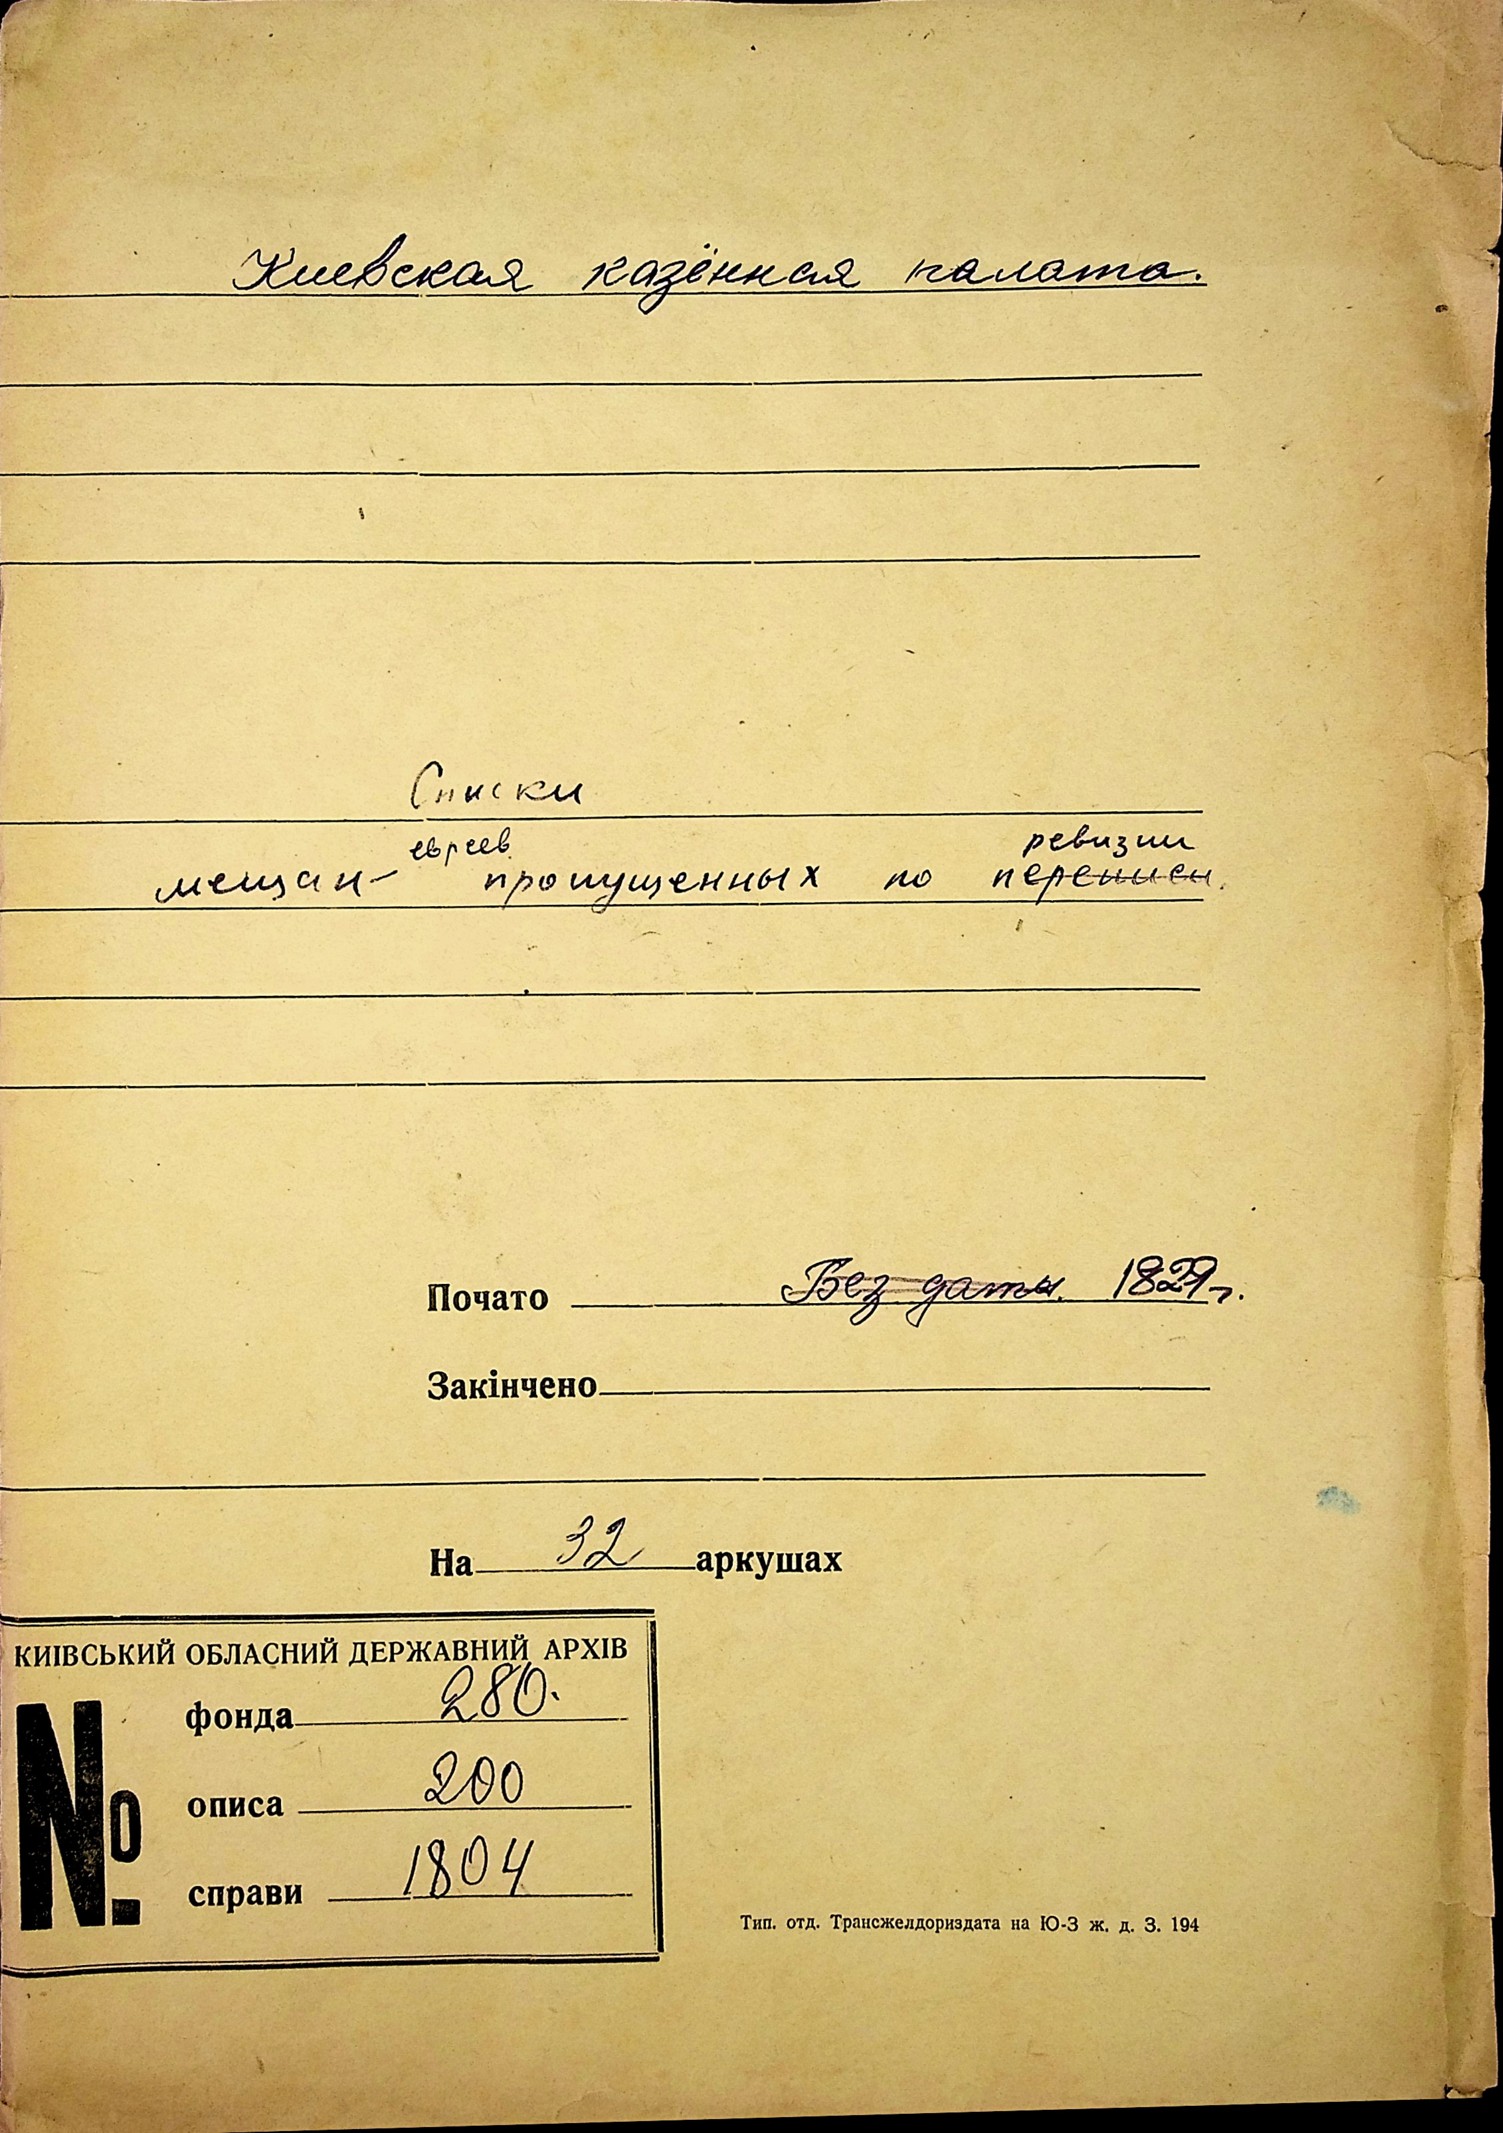 Киевская казённая палата.
Списки
евреев ревизии
мещан- пропущенных по переписи.
Почато Без даты. 1829г.
Закінчено
На 32 аркушах
КИЇВСЬКИЙ ОБЛАСНИЙ ДЕРЖАВНИЙ АРХІВ
№
фонда 280.
описа 200
справи 1804
Тип. отд. Трансжелдориздата на Ю-З ж. д. З. 194